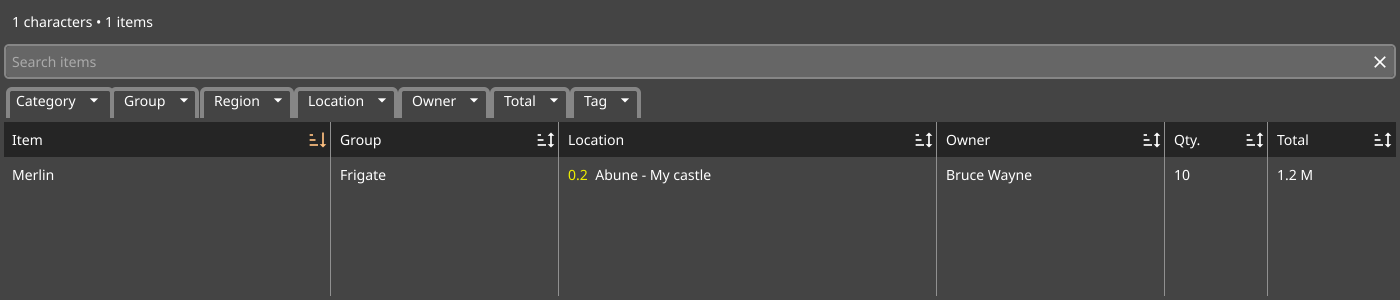 1 characters • 1 items
Search items
Category Group Region Location Owner Total Tag
Item Group Location Owner Qty. Total
Merlin Frigate 0.2 Abune - My castle Bruce Wayne 10 1.2 M